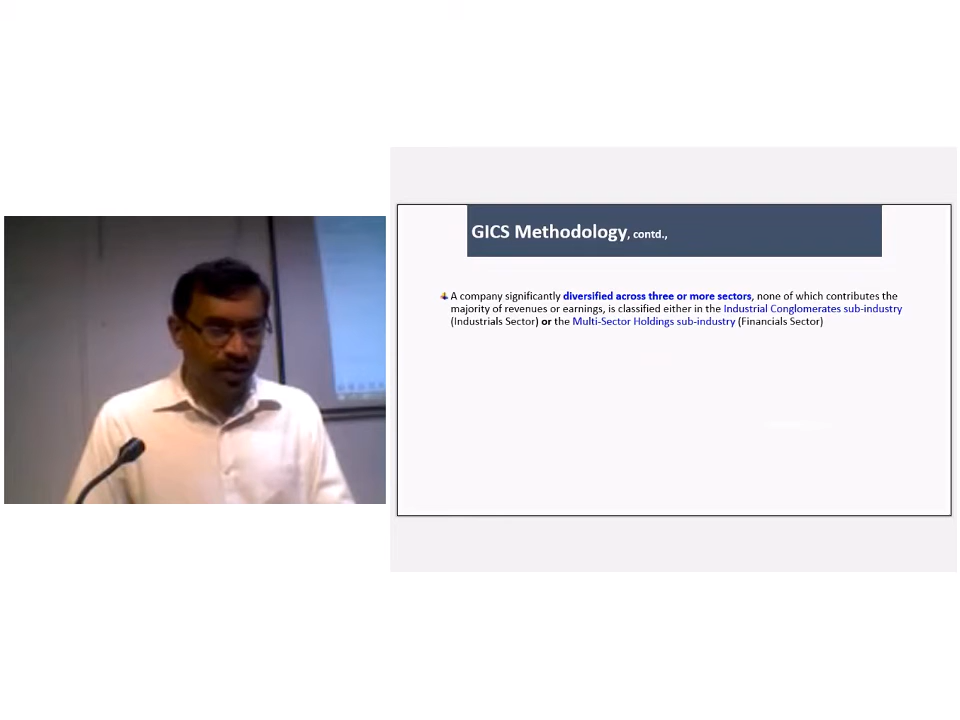 GICS Methodology, contd.,
A company significantly diversified across three or more sectors, none of which contributes the
majority of revenues or earnings, is classified either in the Industrial Conglomerates sub-industry
(Industrials Sector) or the Multi-Sector Holdings sub-industry (Financials Sector)